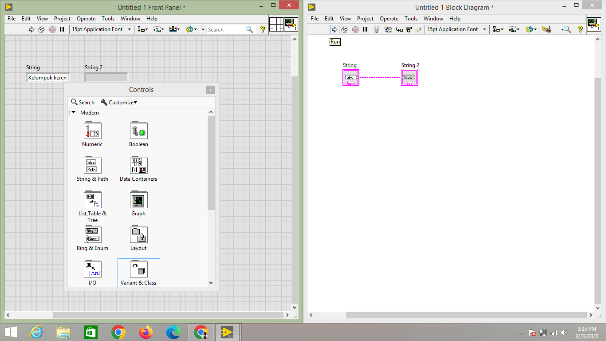 Untitled 1 Front Panel *
File Edit View Project Operate Tools Window Help
15pt Application Font
Search
String
String 2
Kelompok keren
Controls
Search
Customize
Modern
Numeric
Boolean
String & Path
Data Containers
List, Table & Tree
Graph
Ring & Enum
Layout
I/O
Variant & Class
Untitled 1 Block Diagram *
File Edit View Project Operate Tools Window Help
15pt Application Font
Run
String
String 2
3:25 PM